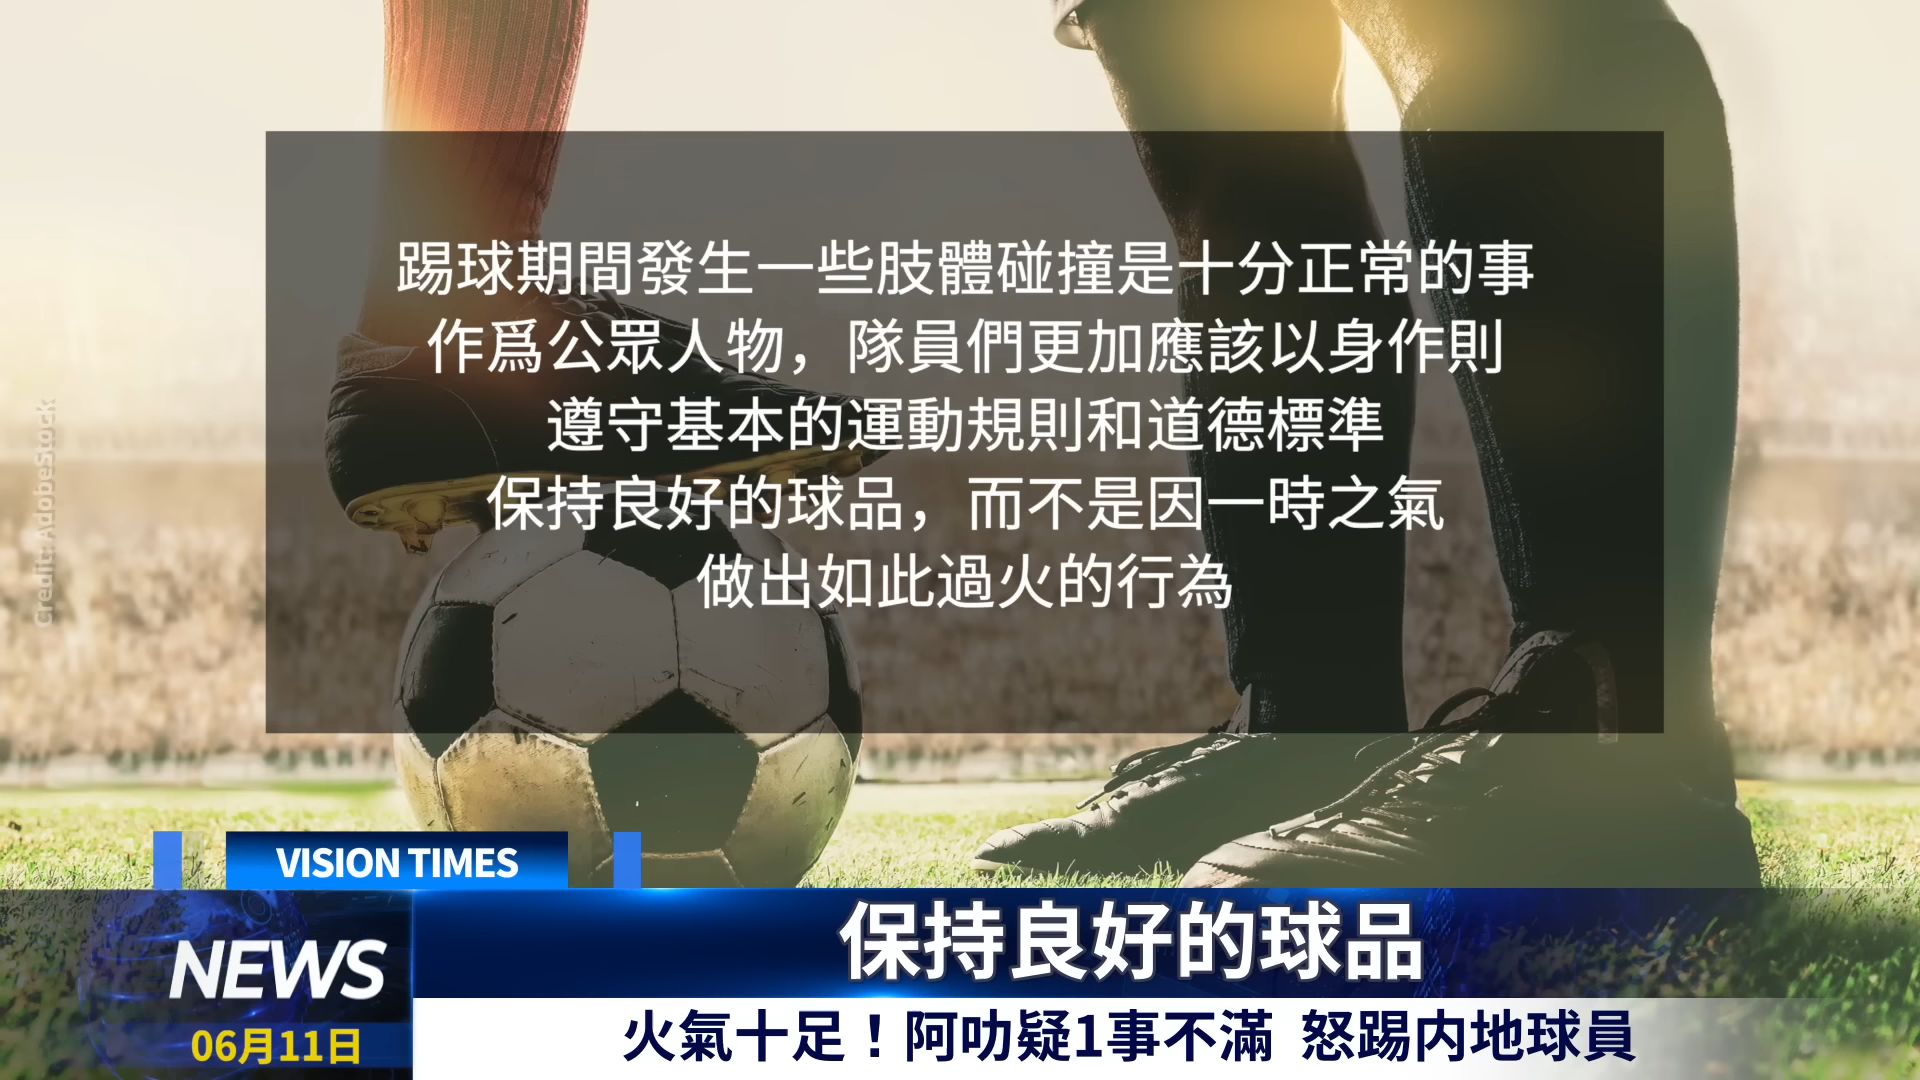 踢球期間發生一些肢體碰撞是十分正常的事
作爲公眾人物，隊員們更加應該以身作則
遵守基本的運動規則和道德標準
保持良好的球品，而不是因一時之氣
做出如此過火的行為
Credit: AdobeStock
VISION TIMES
NEWS
06月11日
保持良好的球品
火氣十足！阿叻疑1事不滿 怒踢内地球員